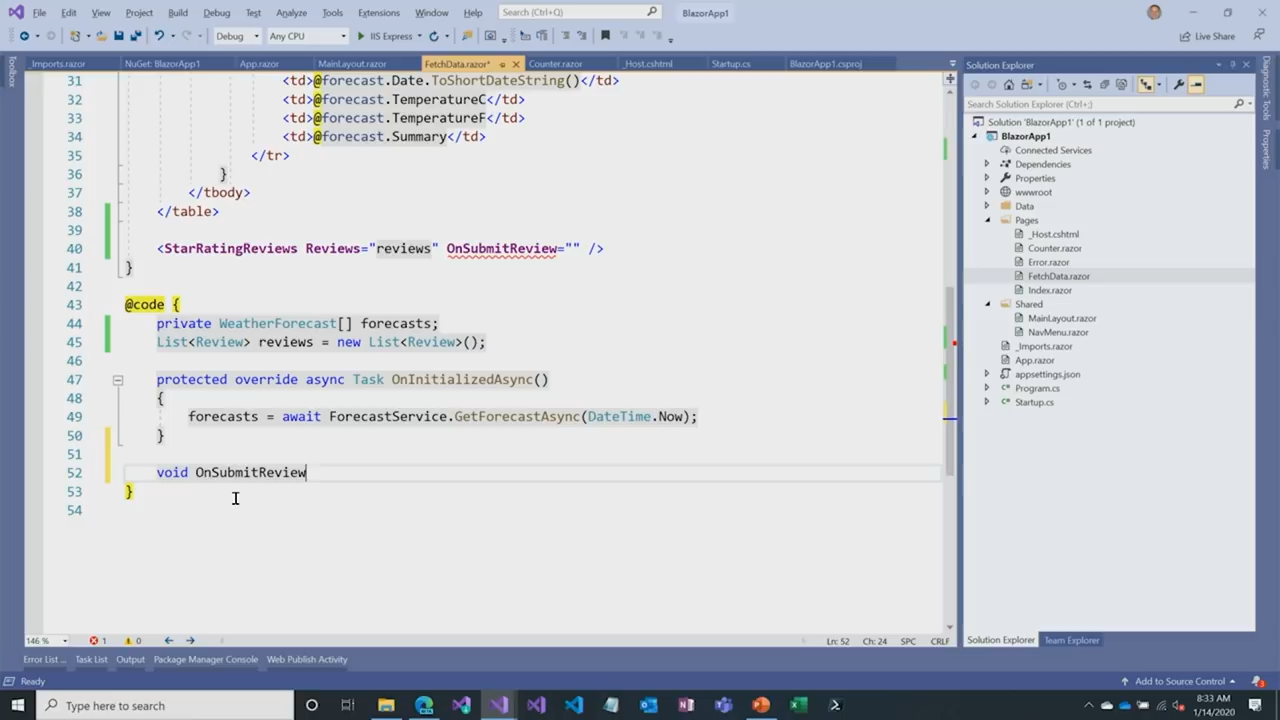 File Edit View Project Build Debug Test Analyze Tools Extensions Window Help Search (Ctrl+Q) BlazorApp1
Debug Any CPU IIS Express Live Share
_Imports.razor NuGet: BlazorApp1 App.razor MainLayout.razor FetchData.razor* Counter.razor _Host.cshtml Startup.cs BlazorApp1.csproj
Toolbox
31 <td>@forecast.Date.ToShortDateString()</td>
32 <td>@forecast.TemperatureC</td>
33 <td>@forecast.TemperatureF</td>
34 <td>@forecast.Summary</td>
35 </tr>
36 }
37 </tbody>
38 </table>
39
40 <StarRatingReviews Reviews="reviews" OnSubmitReview="" />
41 }
42
43 @code {
44 private WeatherForecast[] forecasts;
45 List<Review> reviews = new List<Review>();
46
47 protected override async Task OnInitializedAsync()
48 {
49 forecasts = await ForecastService.GetForecastAsync(DateTime.Now);
50 }
51
52 void OnSubmitReview
53 }
54
146 % 1 0 Ln: 52 Ch: 24 SPC CRLF
Solution Explorer
Search Solution Explorer (Ctrl+;)
Solution 'BlazorApp1' (1 of 1 project)
BlazorApp1
Connected Services
Dependencies
Properties
wwwroot
Data
Pages
_Host.cshtml
Counter.razor
Error.razor
FetchData.razor
Index.razor
Shared
MainLayout.razor
NavMenu.razor
_Imports.razor
App.razor
appsettings.json
Program.cs
Startup.cs
Solution Explorer Team Explorer
Diagnostic Tools
Properties
Error List ... Task List Output Package Manager Console Web Publish Activity
Ready Add to Source Control
Type here to search
8:33 AM
1/14/2020